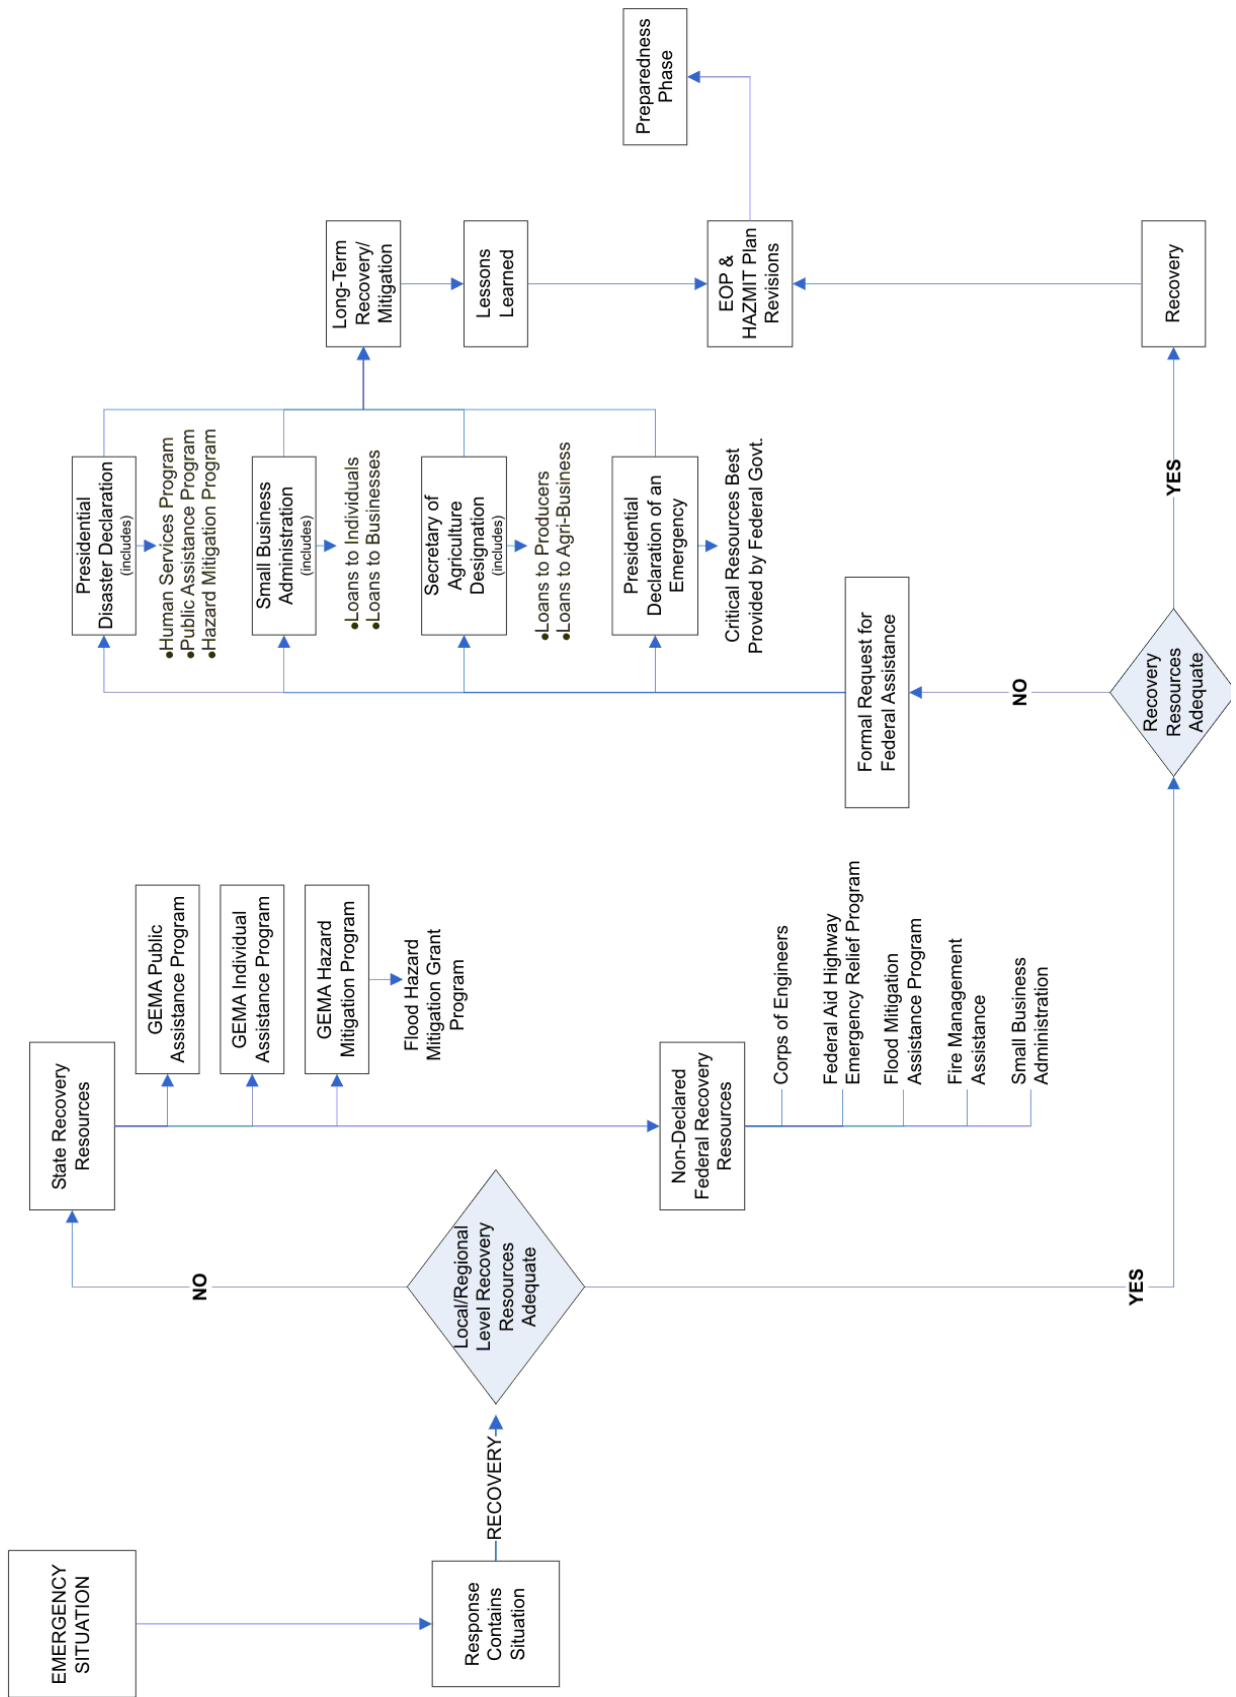 EMERGENCY
SITUATION
Response
Contains
Situation
RECOVERY
Local/Regional
Level Recovery
Resources
Adequate
NO
YES
State Recovery
Resources
GEMA Public
Assistance Program
GEMA Individual
Assistance Program
GEMA Hazard
Mitigation Program
Flood Hazard
Mitigation Grant
Program
Non-Declared
Federal Recovery
Resources
Corps of Engineers
Federal Aid Highway
Emergency Relief Program
Flood Mitigation
Assistance Program
Fire Management
Assistance
Small Business
Administration
Recovery
Resources
Adequate
NO
YES
Formal Request for
Federal Assistance
Presidential
Disaster Declaration
(includes)
•Human Services Program
•Public Assistance Program
•Hazard Mitigation Program
Small Business
Administration
(includes)
•Loans to Individuals
•Loans to Businesses
Secretary of
Agriculture
Designation
(includes)
•Loans to Producers
•Loans to Agri-Business
Presidential
Declaration of an
Emergency
Critical Resources Best
Provided by Federal Govt.
Long-Term
Recovery/
Mitigation
Lessons
Learned
EOP &
HAZMIT Plan
Revisions
Recovery
Preparedness
Phase